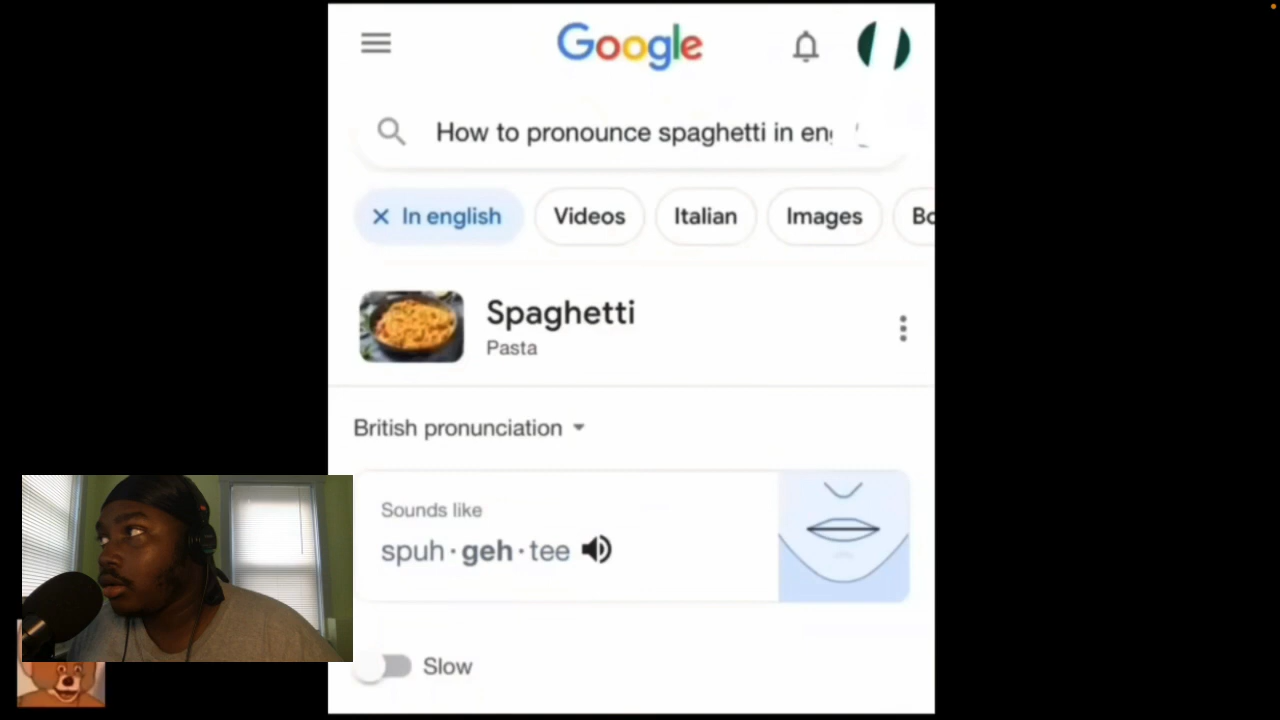 Google
How to pronounce spaghetti in
In english
Videos
Italian
Images
Spaghetti
Pasta
British pronunciation
Sounds like
spuh·geh·tee
Slow